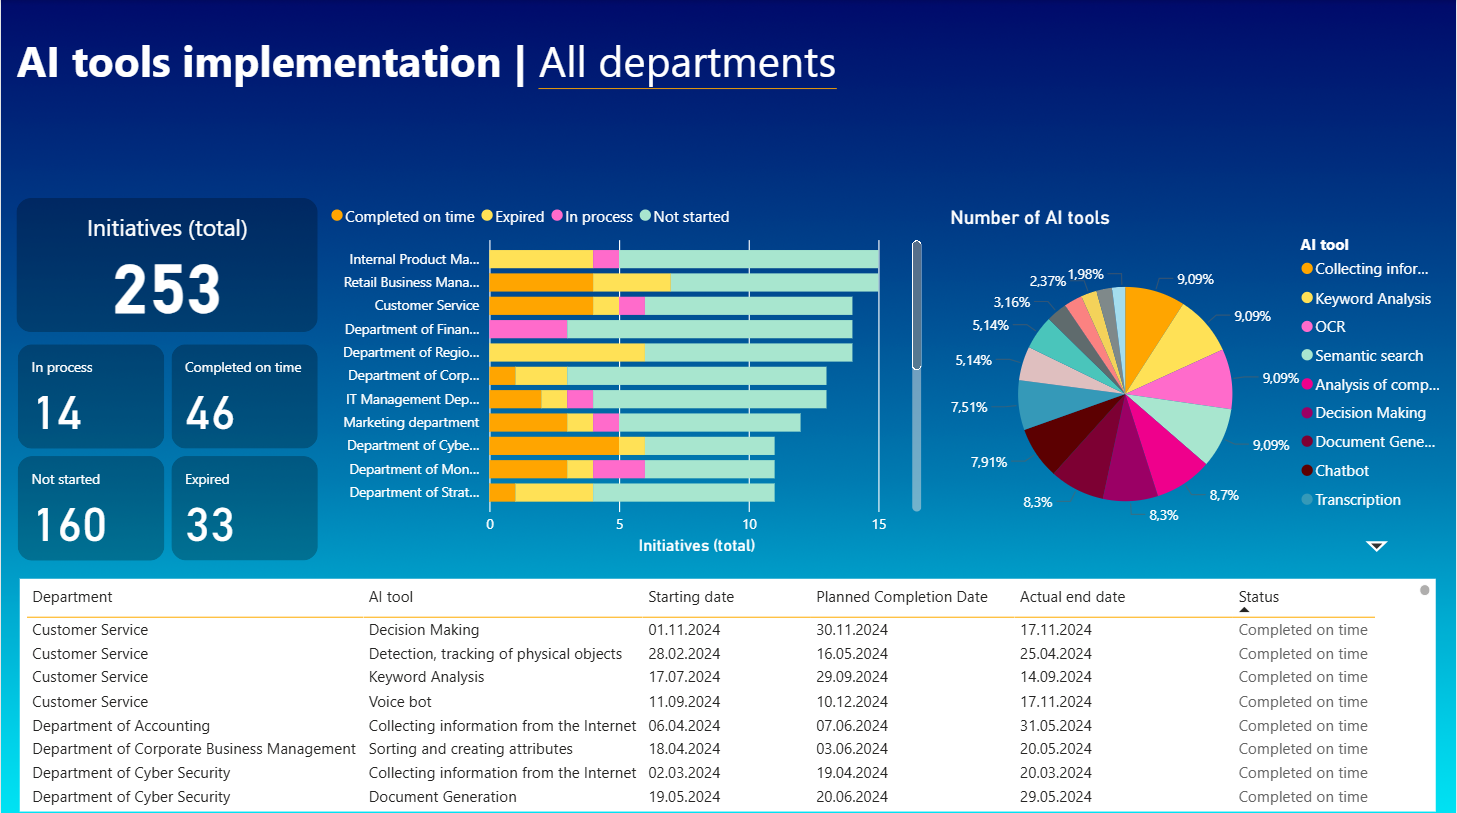 AI tools implementation | All departments
Initiatives (total)
253
In process
14
Completed on time
46
Not started
160
Expired
33
Completed on time Expired In process Not started
Internal Product Ma...
Retail Business Mana...
Customer Service
Department of Finan...
Department of Regio...
Department of Corp...
IT Management Dep...
Marketing department
Department of Cybe...
Department of Mon...
Department of Strat...
0 5 10 15
Initiatives (total)
Number of AI tools
9,09%
9,09%
9,09%
9,09%
8,7%
8,3%
8,3%
7,91%
7,51%
5,14%
5,14%
3,16%
2,37%
1,98%
AI tool
Collecting infor...
Keyword Analysis
OCR
Semantic search
Analysis of comp...
Decision Making
Document Gene...
Chatbot
Transcription
Department AI tool Starting date Planned Completion Date Actual end date Status
Customer Service Decision Making 01.11.2024 30.11.2024 17.11.2024 Completed on time
Customer Service Detection, tracking of physical objects 28.02.2024 16.05.2024 25.04.2024 Completed on time
Customer Service Keyword Analysis 17.07.2024 29.09.2024 14.09.2024 Completed on time
Customer Service Voice bot 11.09.2024 10.12.2024 17.11.2024 Completed on time
Department of Accounting Collecting information from the Internet 06.04.2024 07.06.2024 31.05.2024 Completed on time
Department of Corporate Business Management Sorting and creating attributes 18.04.2024 03.06.2024 20.05.2024 Completed on time
Department of Cyber Security Collecting information from the Internet 02.03.2024 19.04.2024 20.03.2024 Completed on time
Department of Cyber Security Document Generation 19.05.2024 20.06.2024 29.05.2024 Completed on time